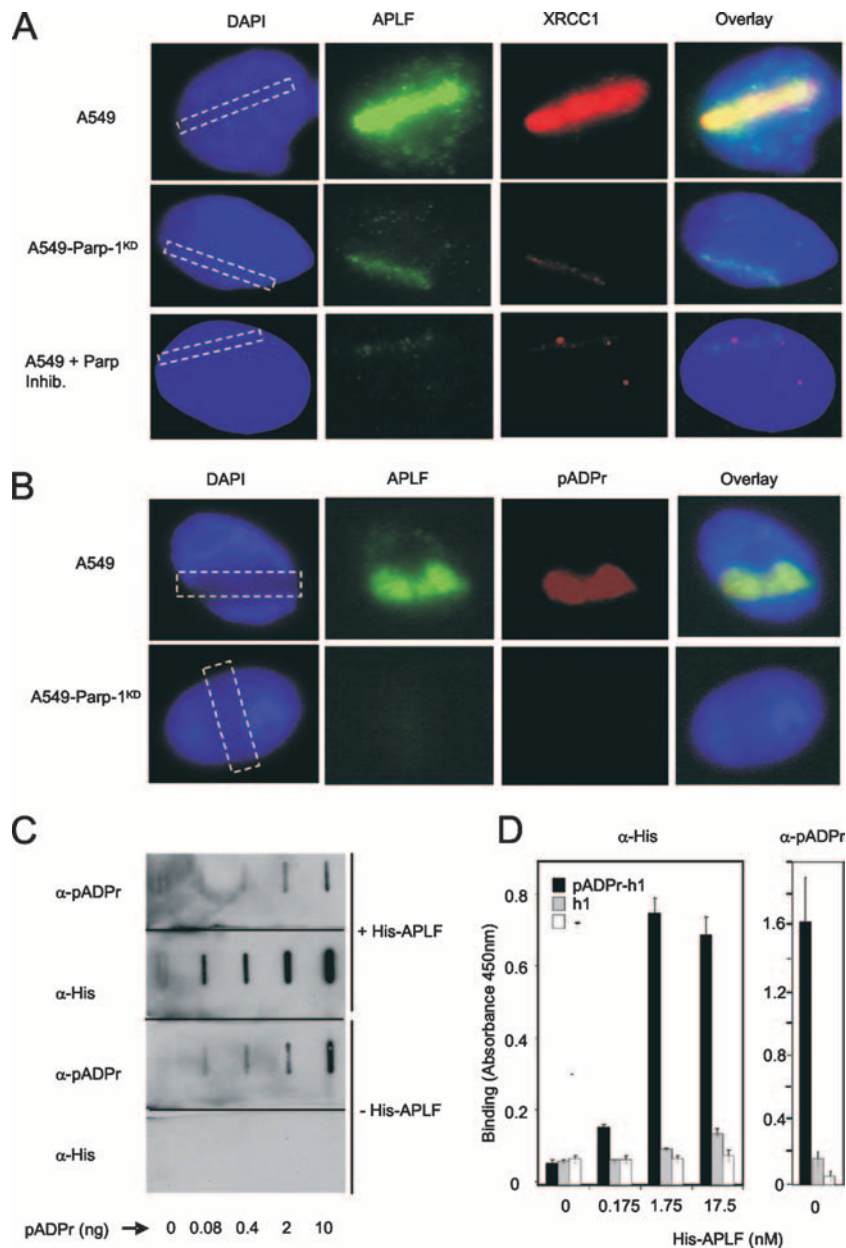 A
DAPI APLF XRCC1 Overlay
A549
A549-Parp-1KD
A549 + Parp
Inhib.
B
DAPI APLF pADPr Overlay
A549
A549-Parp-1KD
C
α-pADPr
+ His-APLF
α-His
α-pADPr
- His-APLF
α-His
pADPr (ng) 0 0.08 0.4 2 10
D
α-His α-pADPr
pADPr-h1
h1
-
Binding (Absorbance 450nm)
0.8
0.6
0.4
0.2
0
1.6
1.2
0.8
0.4
0
0 0.175 1.75 17.5 0
His-APLF (nM)